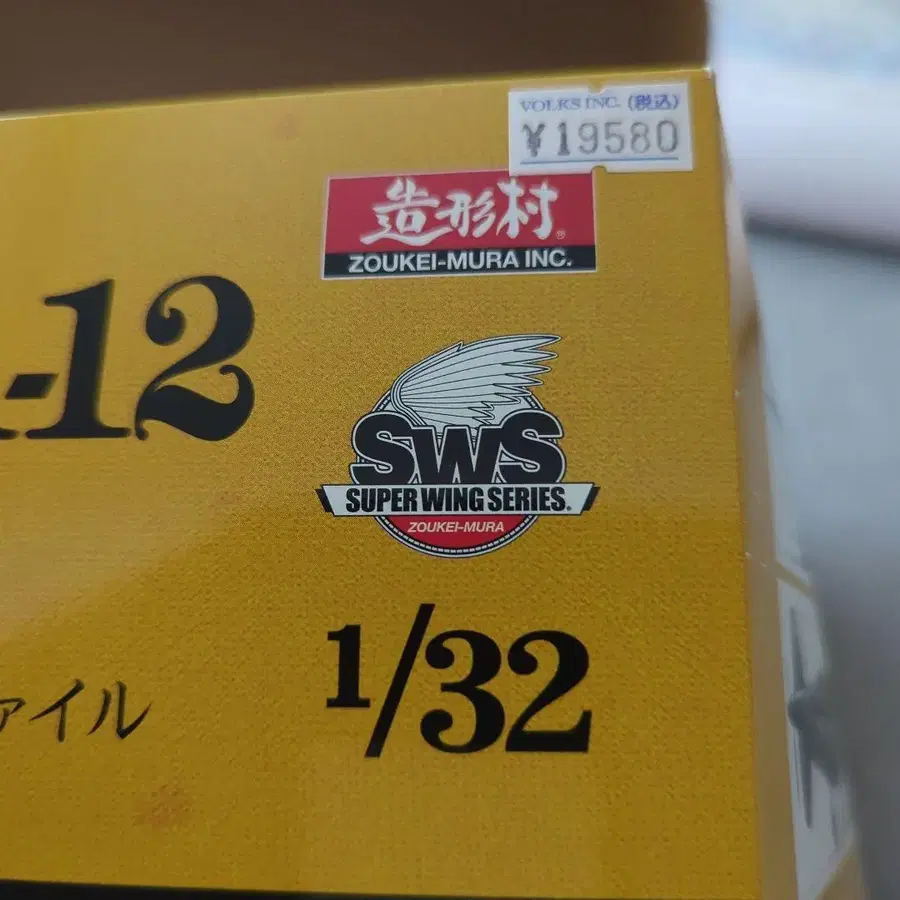 VOLKS INC. (税込)
¥19580
造形村®
ZOUKEI-MURA INC.
-12
SWS
SUPER WING SERIES®
ZOUKEI-MURA
ァイル
1/32